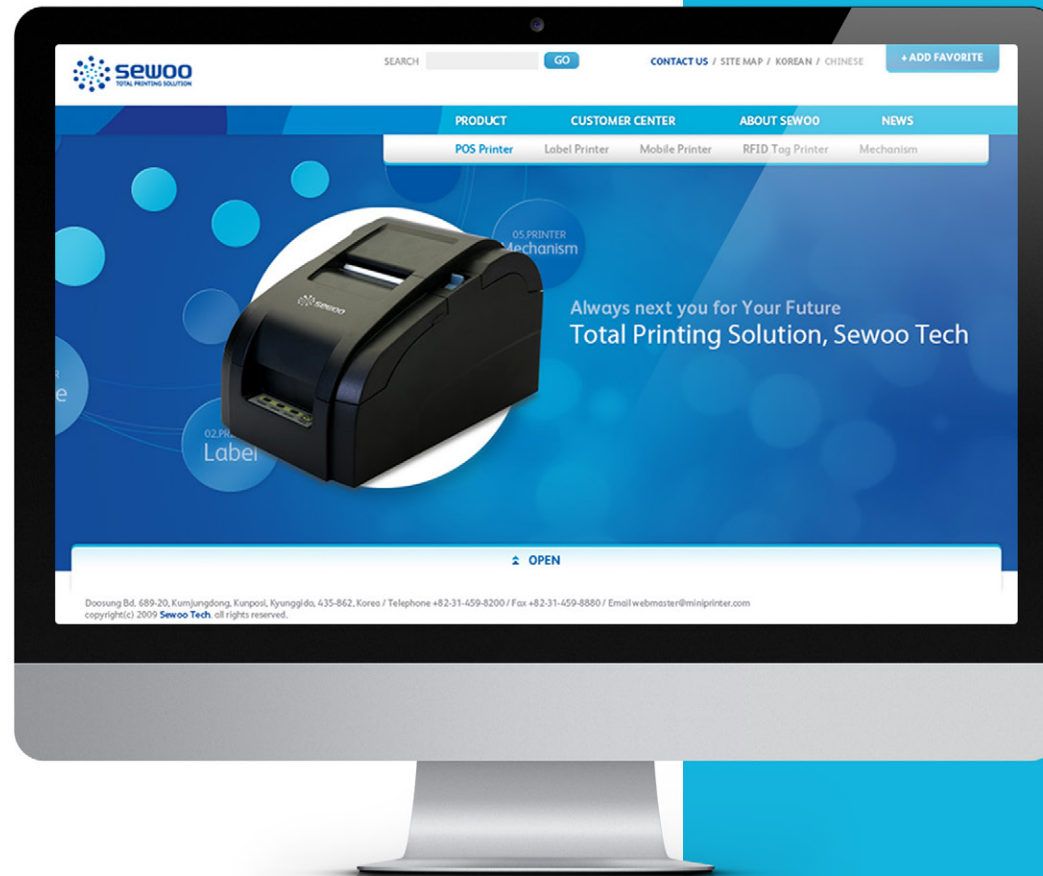 sewoo
TOTAL PRINTING SOLUTION
SEARCH
GO
CONTACT US / SITE MAP / KOREAN / CHINESE
+ ADD FAVORITE
PRODUCT CUSTOMER CENTER ABOUT SEWOO NEWS
POS Printer Label Printer Mobile Printer RFID Tag Printer Mechanism
05.PRINTER
Mechanism
sewoo
Always next you for Your Future
Total Printing Solution, Sewoo Tech
e
02.PR
Label
OPEN
Doosung Bd. 689-20, Kumjungdong, Kunposi, Kyunggido, 435-862, Korea / Telephone +82-31-459-8200 / Fax +82-31-459-8880 / Email webmaster@miniprinter.com
copyright(c) 2009 Sewoo Tech. all rights reserved.